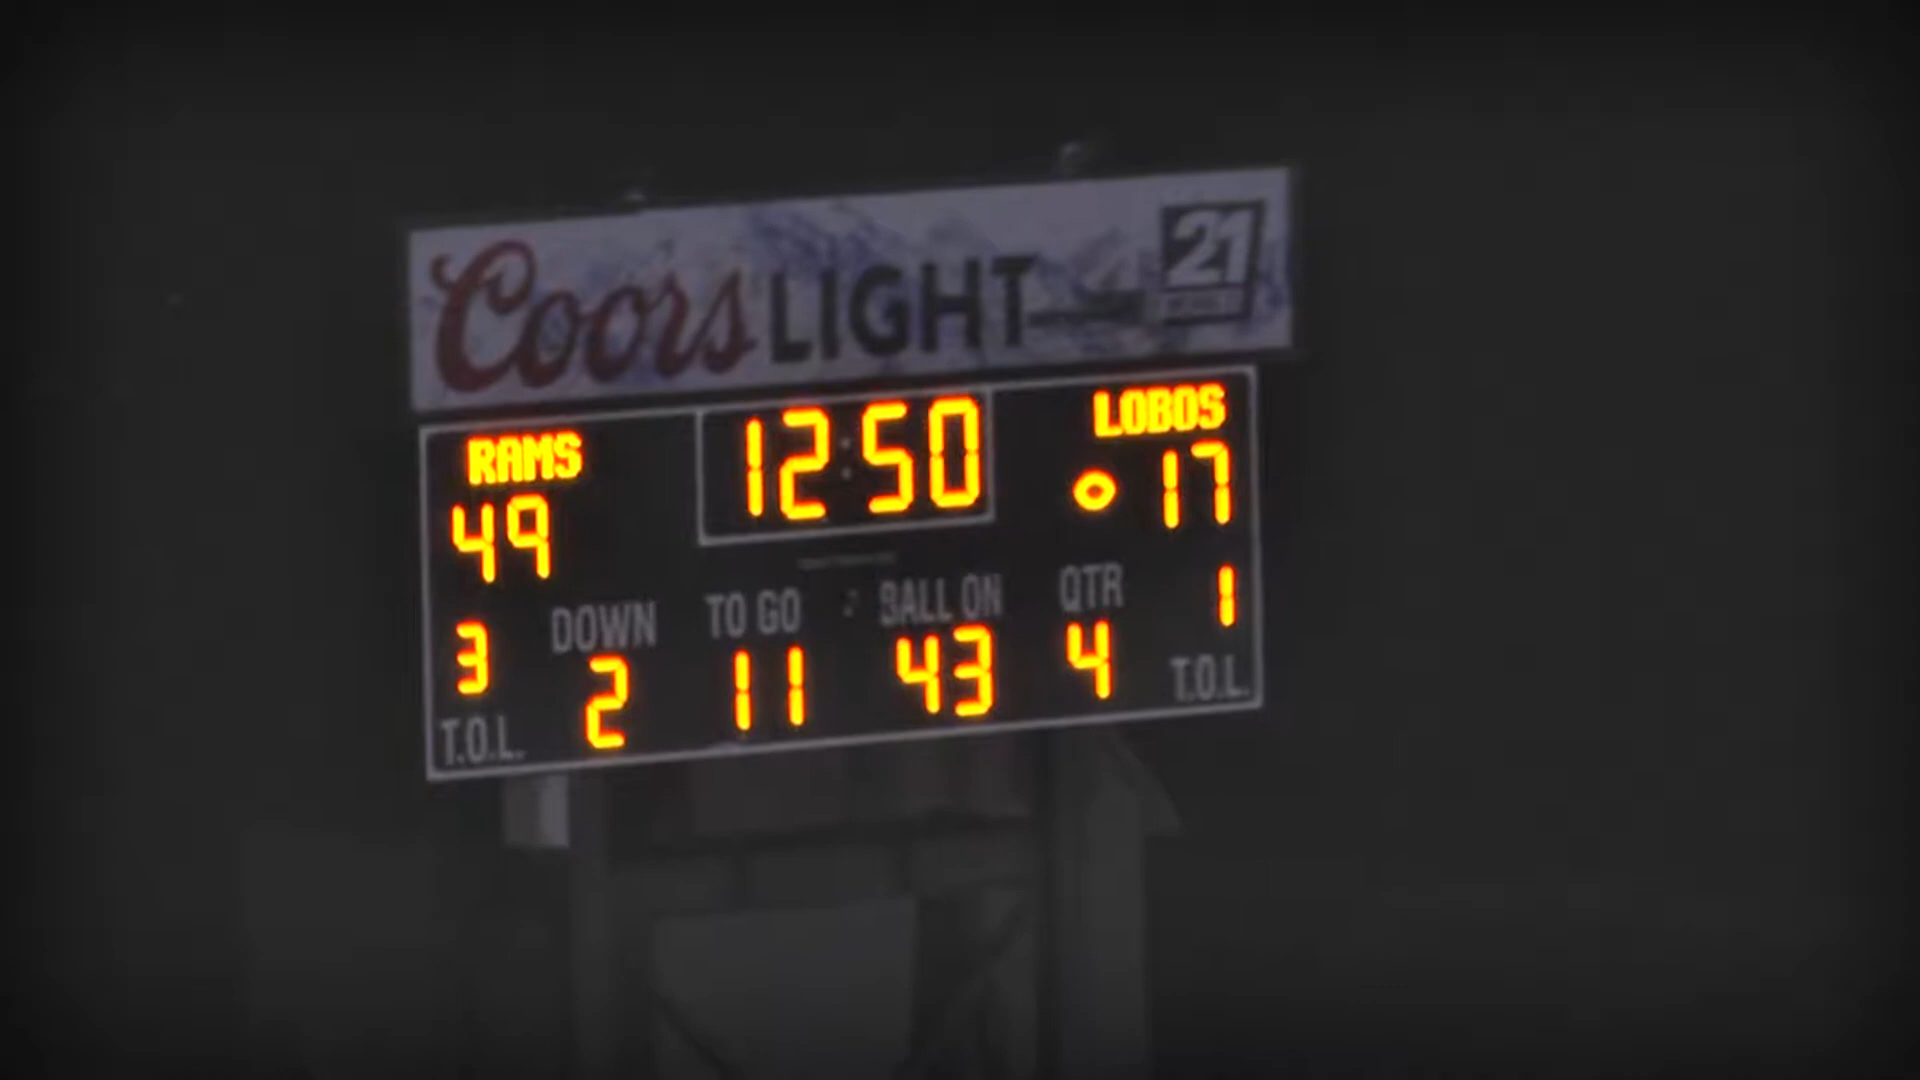 Coors LIGHT 21
RAMS 12:50 LOBOS
49 17
DOWN TO GO BALL ON QTR 1
3 2 11 43 4
T.O.L. T.O.L.